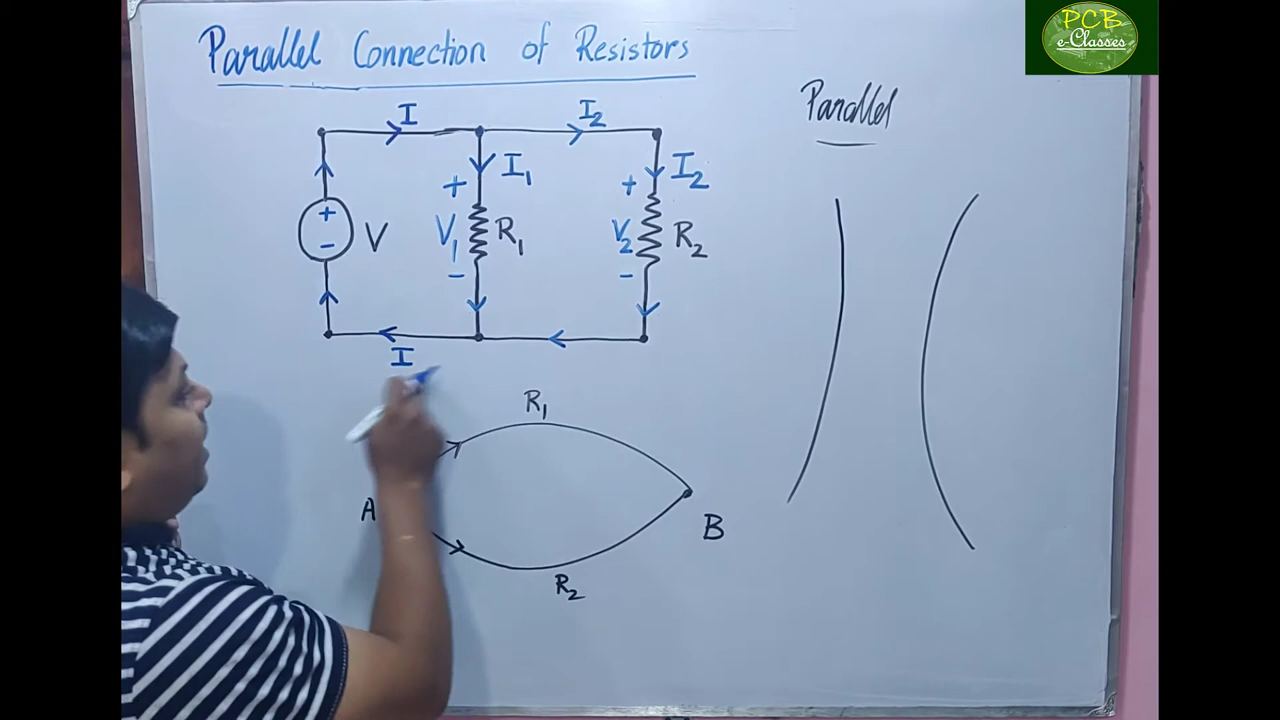 Parallel Connection of Resistors
PCB
e-Classes
Parallel
I
I2
I1
I2
+
+
+
-
V
V1
R1
V2
R2
-
-
I
R1
A
B
R2